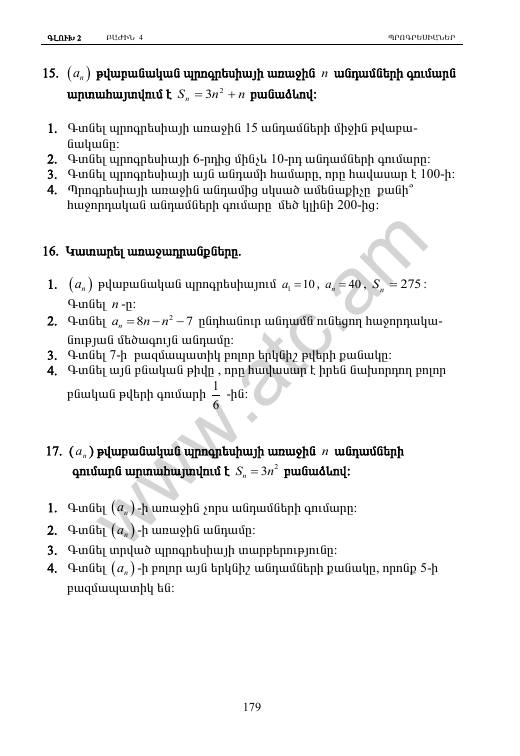 ԳԼՈՒԽ 2 ԲԱԺԻՆ 4 ՊՐՈԳՐԵՍԻԱՆԵՐ
15. (aₙ) թվաբանական պրոգրեսիայի առաջին n անդամների գումարն
արտահայտվում է Sₙ = 3n² + n բանաձևով:
1. Գտնել պրոգրեսիայի առաջին 15 անդամների միջին թվաբա-
նականը:
2. Գտնել պրոգրեսիայի 6-րդից մինչև 10-րդ անդամների գումարը:
3. Գտնել պրոգրեսիայի այն անդամի համարը, որը հավասար է 100-ի:
4. Պրոգրեսիայի առաջին անդամից սկսած ամենաքիչը քանի՞
հաջորդական անդամների գումարը մեծ կլինի 200-ից:
16. Կատարել առաջադրանքները.
1. (aₙ) թվաբանական պրոգրեսիայում a₁ = 10, aₙ = 40, Sₙ = 275:
Գտնել n-ը:
2. Գտնել aₙ = 8n − n² − 7 ընդհանուր անդամն ունեցող հաջորդակա-
նության մեծագույն անդամը:
3. Գտնել 7-ի բազմապատիկ բոլոր երկնիշ թվերի քանակը:
4. Գտնել այն բնական թիվը, որը հավասար է իրեն նախորդող բոլոր
բնական թվերի գումարի 1/6-ին:
17. (aₙ) թվաբանական պրոգրեսիայի առաջին n անդամների
գումարն արտահայտվում է Sₙ = 3n² բանաձևով:
1. Գտնել (aₙ)-ի առաջին չորս անդամների գումարը:
2. Գտնել (aₙ)-ի առաջին անդամը:
3. Գտնել տրված պրոգրեսիայի տարբերությունը:
4. Գտնել (aₙ)-ի բոլոր այն երկնիշ անդամների քանակը, որոնք 5-ի
բազմապատիկ են:
www.atc.am
179